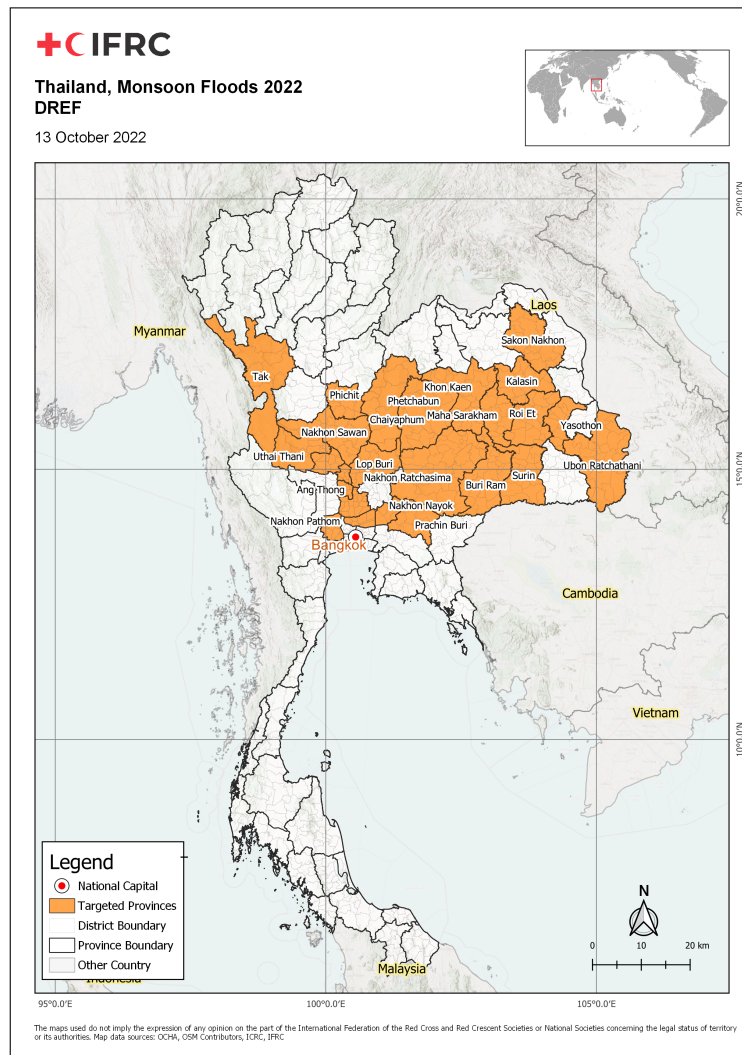 IFRC
Thailand, Monsoon Floods 2022
DREF
13 October 2022
20°0.0'N
Laos
Myanmar
Sakon Nakhon
Tak
Kalasin
Khon Kaen
Phichit
Phetchabun
Roi Et
Maha Sarakham
Chaiyaphum
Yasothon
Nakhon Sawan
Uthai Thani
Lop Buri
Ubon Ratchathani
15°0.0'N
Nakhon Ratchasima
Surin
Buri Ram
Ang Thong
Nakhon Nayok
Nakhon Pathom
Prachin Buri
Bangkok
Cambodia
Vietnam
10°0.0'N
Legend
National Capital
Targeted Provinces
District Boundary
Province Boundary
Other Country
N
0 10 20 km
Malaysia
Indonesia
95°0.0'E 100°0.0'E 105°0.0'E
The maps used do not imply the expression of any opinion on the part of the International Federation of the Red Cross and Red Crescent Societies or National Societies concerning the legal status of territory
or its authorities. Map data sources: OCHA, OSM Contributors, ICRC, IFRC